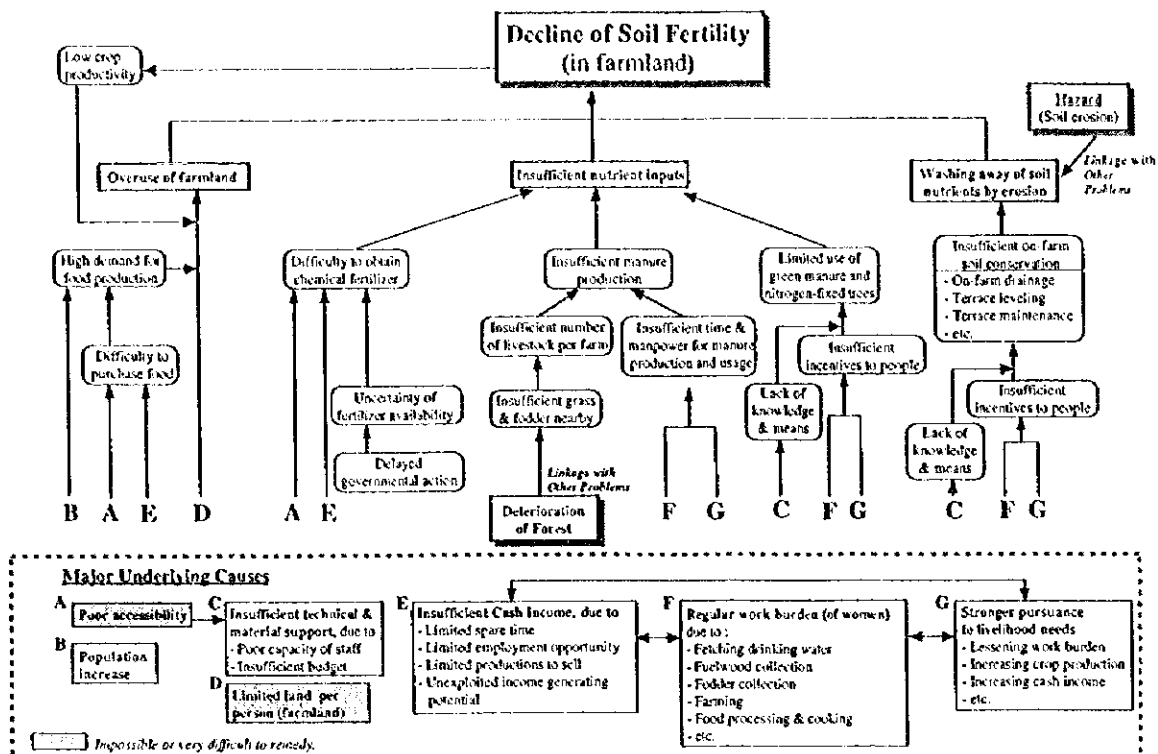 Decline of Soil Fertility
(in farmland)
Low crop
productivity
Hazard
(Soil erosion)
Linkage with
Other
Problems
Overuse of farmland
Insufficient nutrient inputs
Washing away of soil
nutrients by erosion
High demand for
food production
Difficulty to obtain
chemical fertilizer
Insufficient manure
production
Limited use of
green manure and
nitrogen-fixed trees
Insufficient on-farm
soil conservation
- On-farm drainage
- Terrace leveling
- Terrace maintenance
- etc.
Difficulty to
purchase food
Insufficient number
of livestock per farm
Insufficient time &
manpower for manure
production and usage
Insufficient
incentives to people
Uncertainty of
fertilizer availability
Insufficient grass
& fodder nearby
Lack of
knowledge
& means
Insufficient
incentives to people
Lack of
knowledge
& means
Delayed
governmental action
Linkage with
Other Problems
Deterioration
of Forest
B A E D A E F G C F G C F G
Major Underlying Causes
A
Poor accessibility
B
Population
increase
C
Insufficient technical &
material support, due to
- Poor capacity of staff
- Insufficient budget
D
Limited land per
person (farmland)
E
Insufficient Cash Income, due to
- Limited spare time
- Limited employment opportunity
- Limited productions to sell
- Unexploited income generating
potential
F
Regular work burden (of women)
due to :
- Fetching drinking water
- Fuelwood collection
- Fodder collection
- Farming
- Food processing & cooking
- etc.
G
Stronger pursuance
to livelihood needs
- Lessening work burden
- Increasing crop production
- Increasing cash income
- etc.
Impossible or very difficult to remedy.